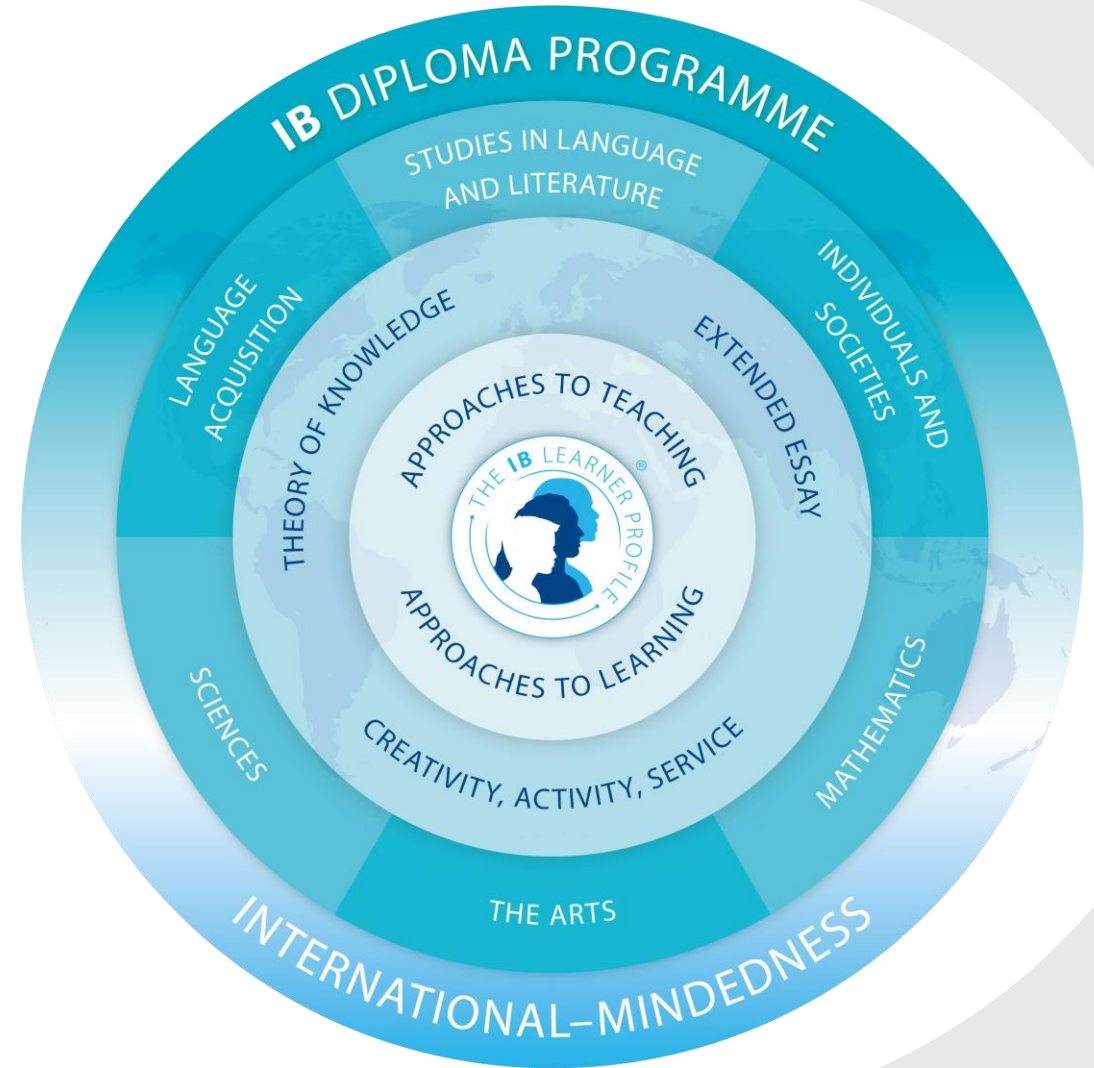 IB DIPLOMA PROGRAMME
STUDIES IN LANGUAGE
AND LITERATURE
INDIVIDUALS AND
SOCIETIES
MATHEMATICS
THE ARTS
SCIENCES
LANGUAGE
ACQUISITION
THEORY OF KNOWLEDGE
EXTENDED ESSAY
CREATIVITY, ACTIVITY, SERVICE
APPROACHES TO TEACHING
APPROACHES TO LEARNING
THE IB LEARNER PROFILE ®
INTERNATIONAL–MINDEDNESS